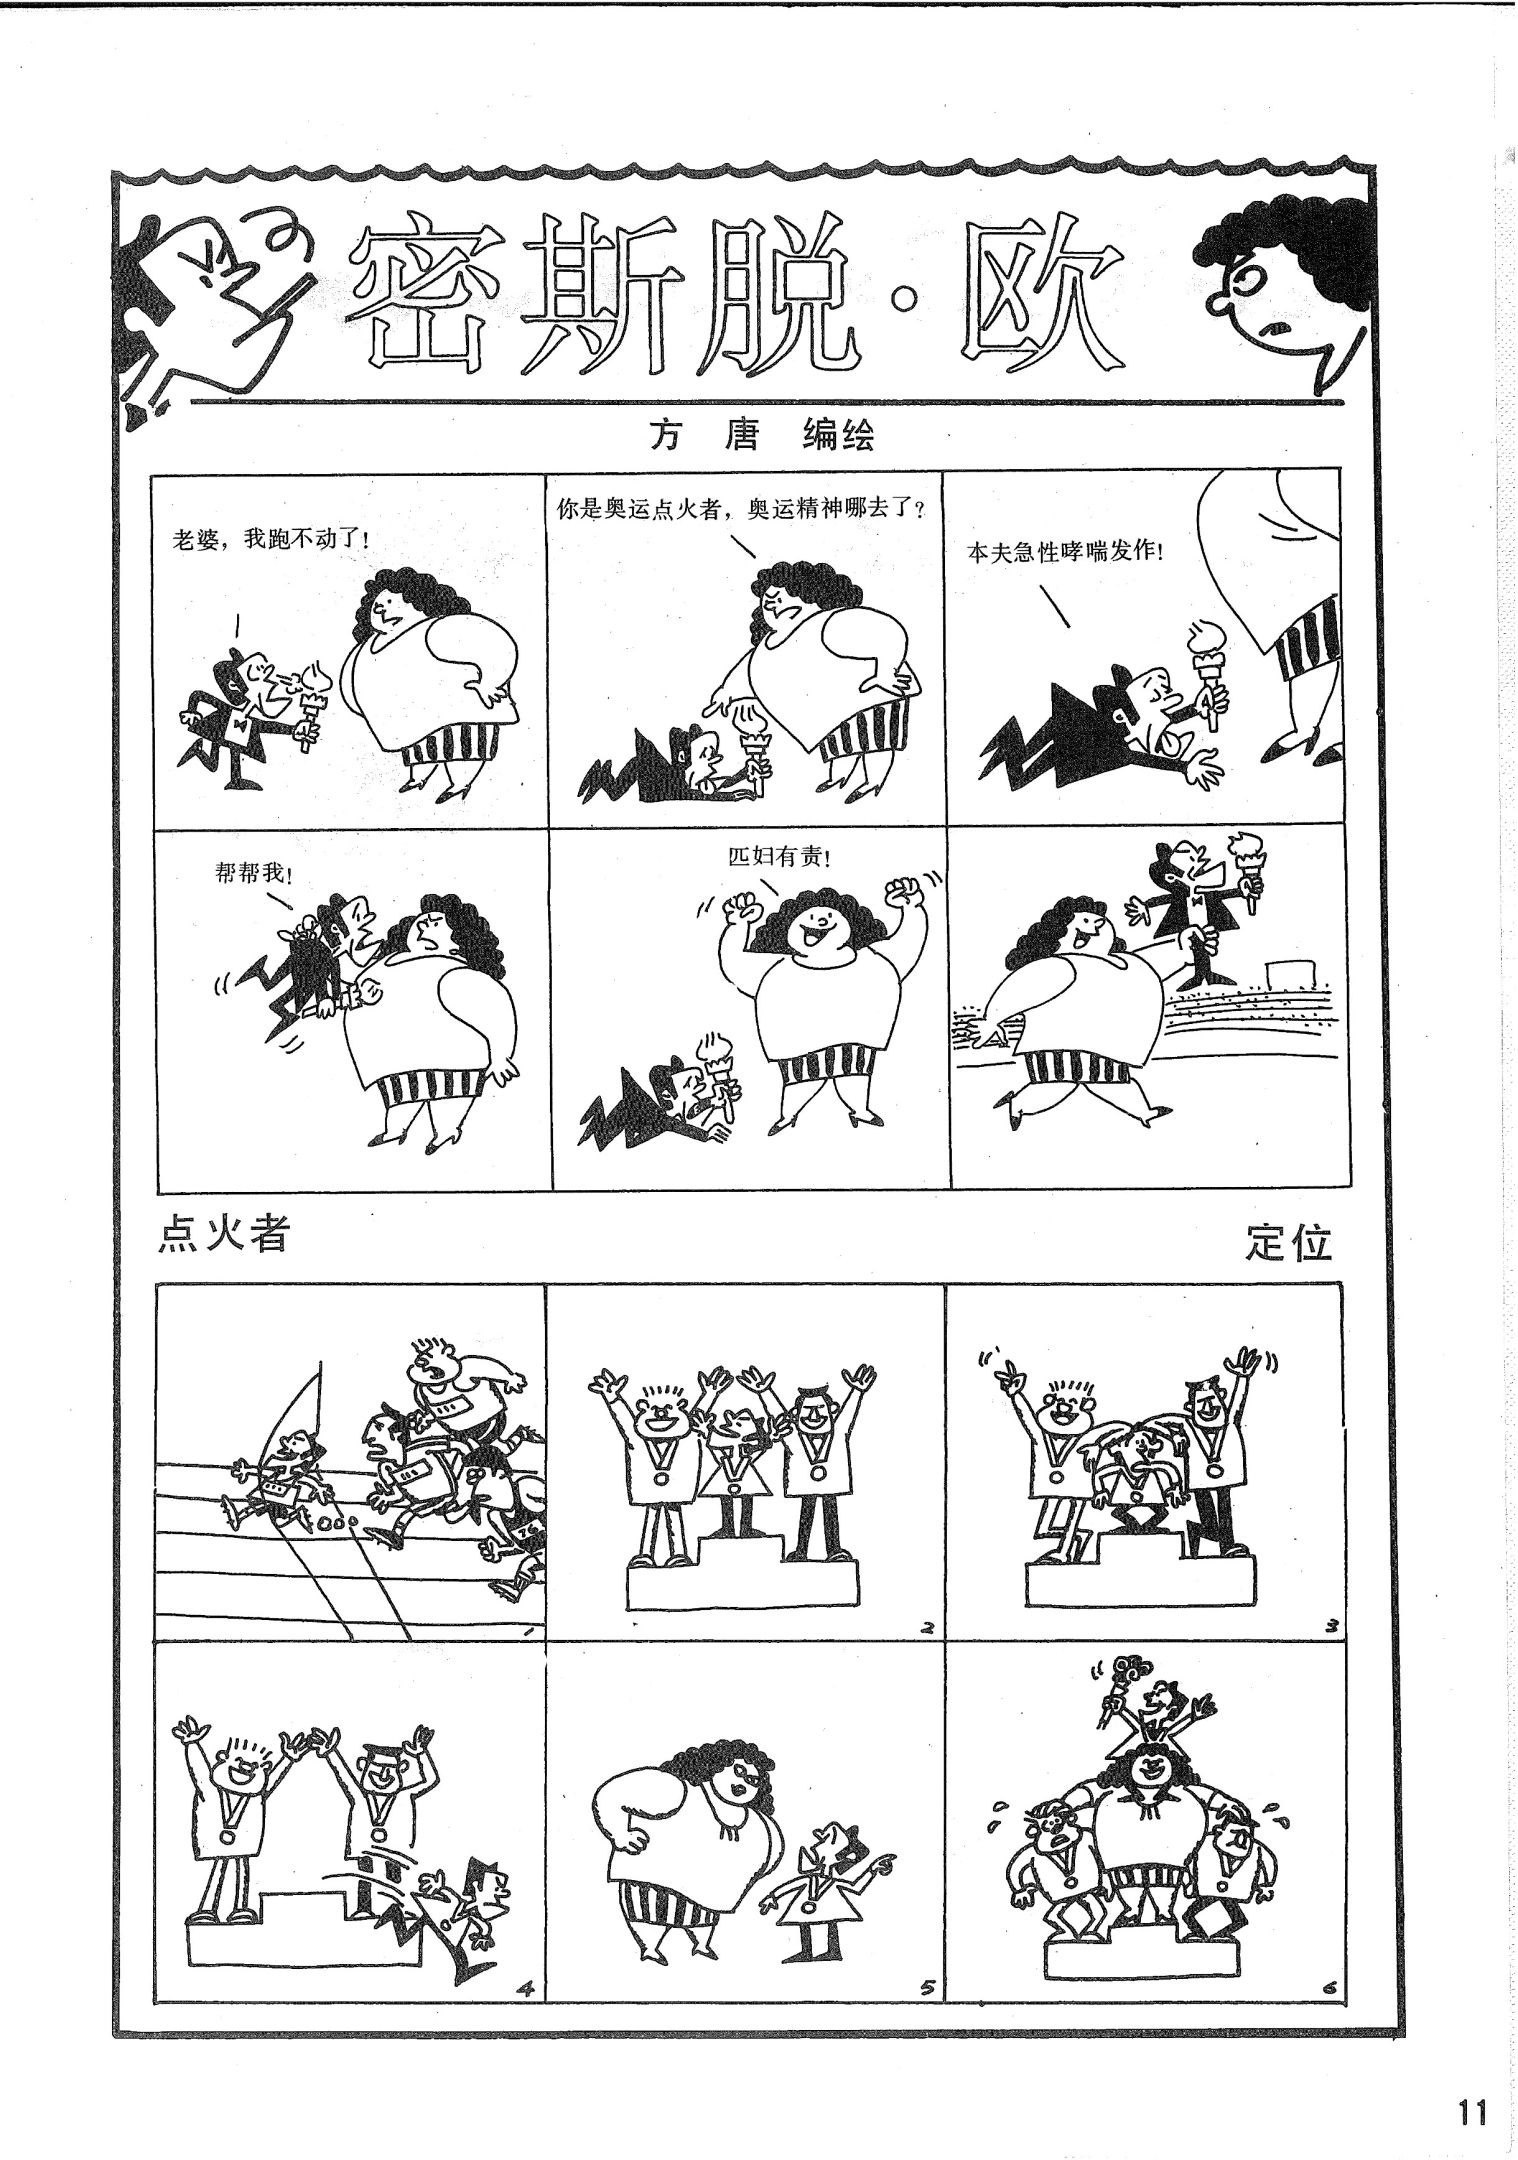 密斯脱·欧
方 唐 编绘
老婆，我跑不动了！
你是奥运点火者，奥运精神哪去了？
本夫急性哮喘发作！
帮帮我！
匹妇有责！
点火者
定位
76
1
2
3
4
5
6
11